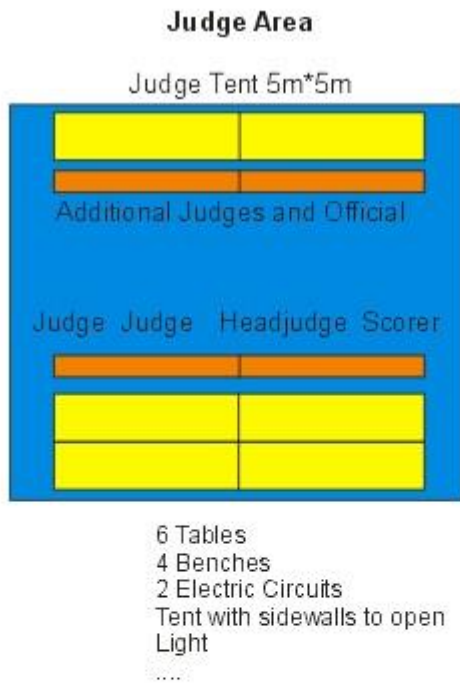 Judge Area
Judge Tent 5m*5m
Additional Judges and Official
Judge Judge Headjudge Scorer
6 Tables
4 Benches
2 Electric Circuits
Tent with sidewalls to open
Light
....